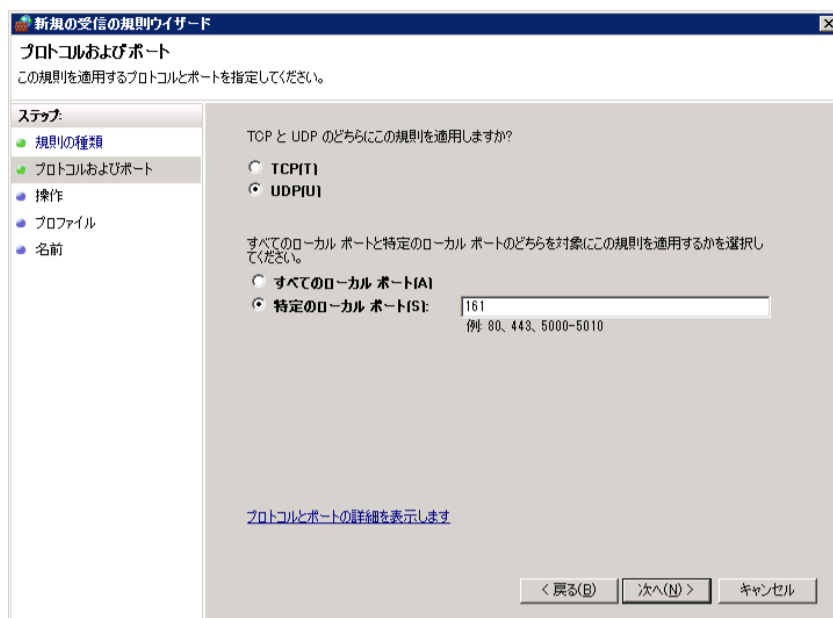 新規の受信の規則ウィザード
プロトコルおよびポート
この規則を適用するプロトコルとポートを指定してください。
ステップ:
規則の種類
プロトコルおよびポート
操作
プロファイル
名前
TCP と UDP のどちらにこの規則を適用しますか?
TCP(T)
UDP(U)
すべてのローカル ポートと特定のローカル ポートのどちらを対象にこの規則を適用するかを選択し
てください。
すべてのローカル ポート(A)
特定のローカル ポート(S):
161
例: 80、443、5000-5010
プロトコルとポートの詳細を表示します
< 戻る(B)
次へ(N) >
キャンセル